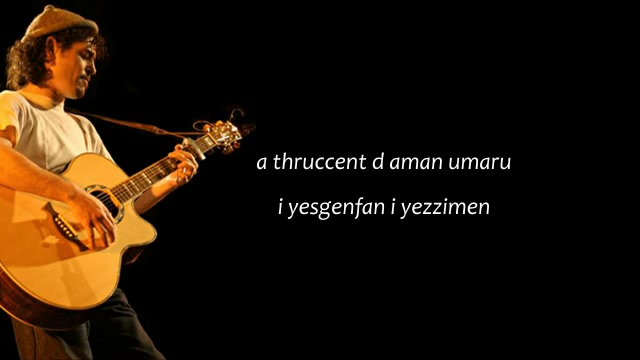 a thruccent d aman umaru
i yesgenfan i yezzimen